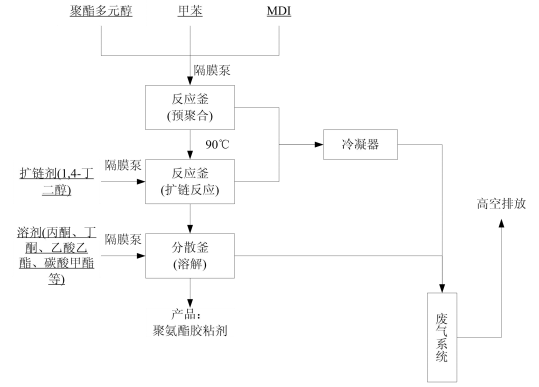 聚酯多元醇
甲苯
MDI
隔膜泵
反应釜
(预聚合)
90℃
冷凝器
扩链剂(1,4-丁
二醇)
隔膜泵
反应釜
(扩链反应)
高空排放
溶剂(丙酮、丁
酮、乙酸乙
酯、碳酸甲酯
等)
隔膜泵
分散釜
(溶解)
产品：
聚氨酯胶粘剂
废气系统